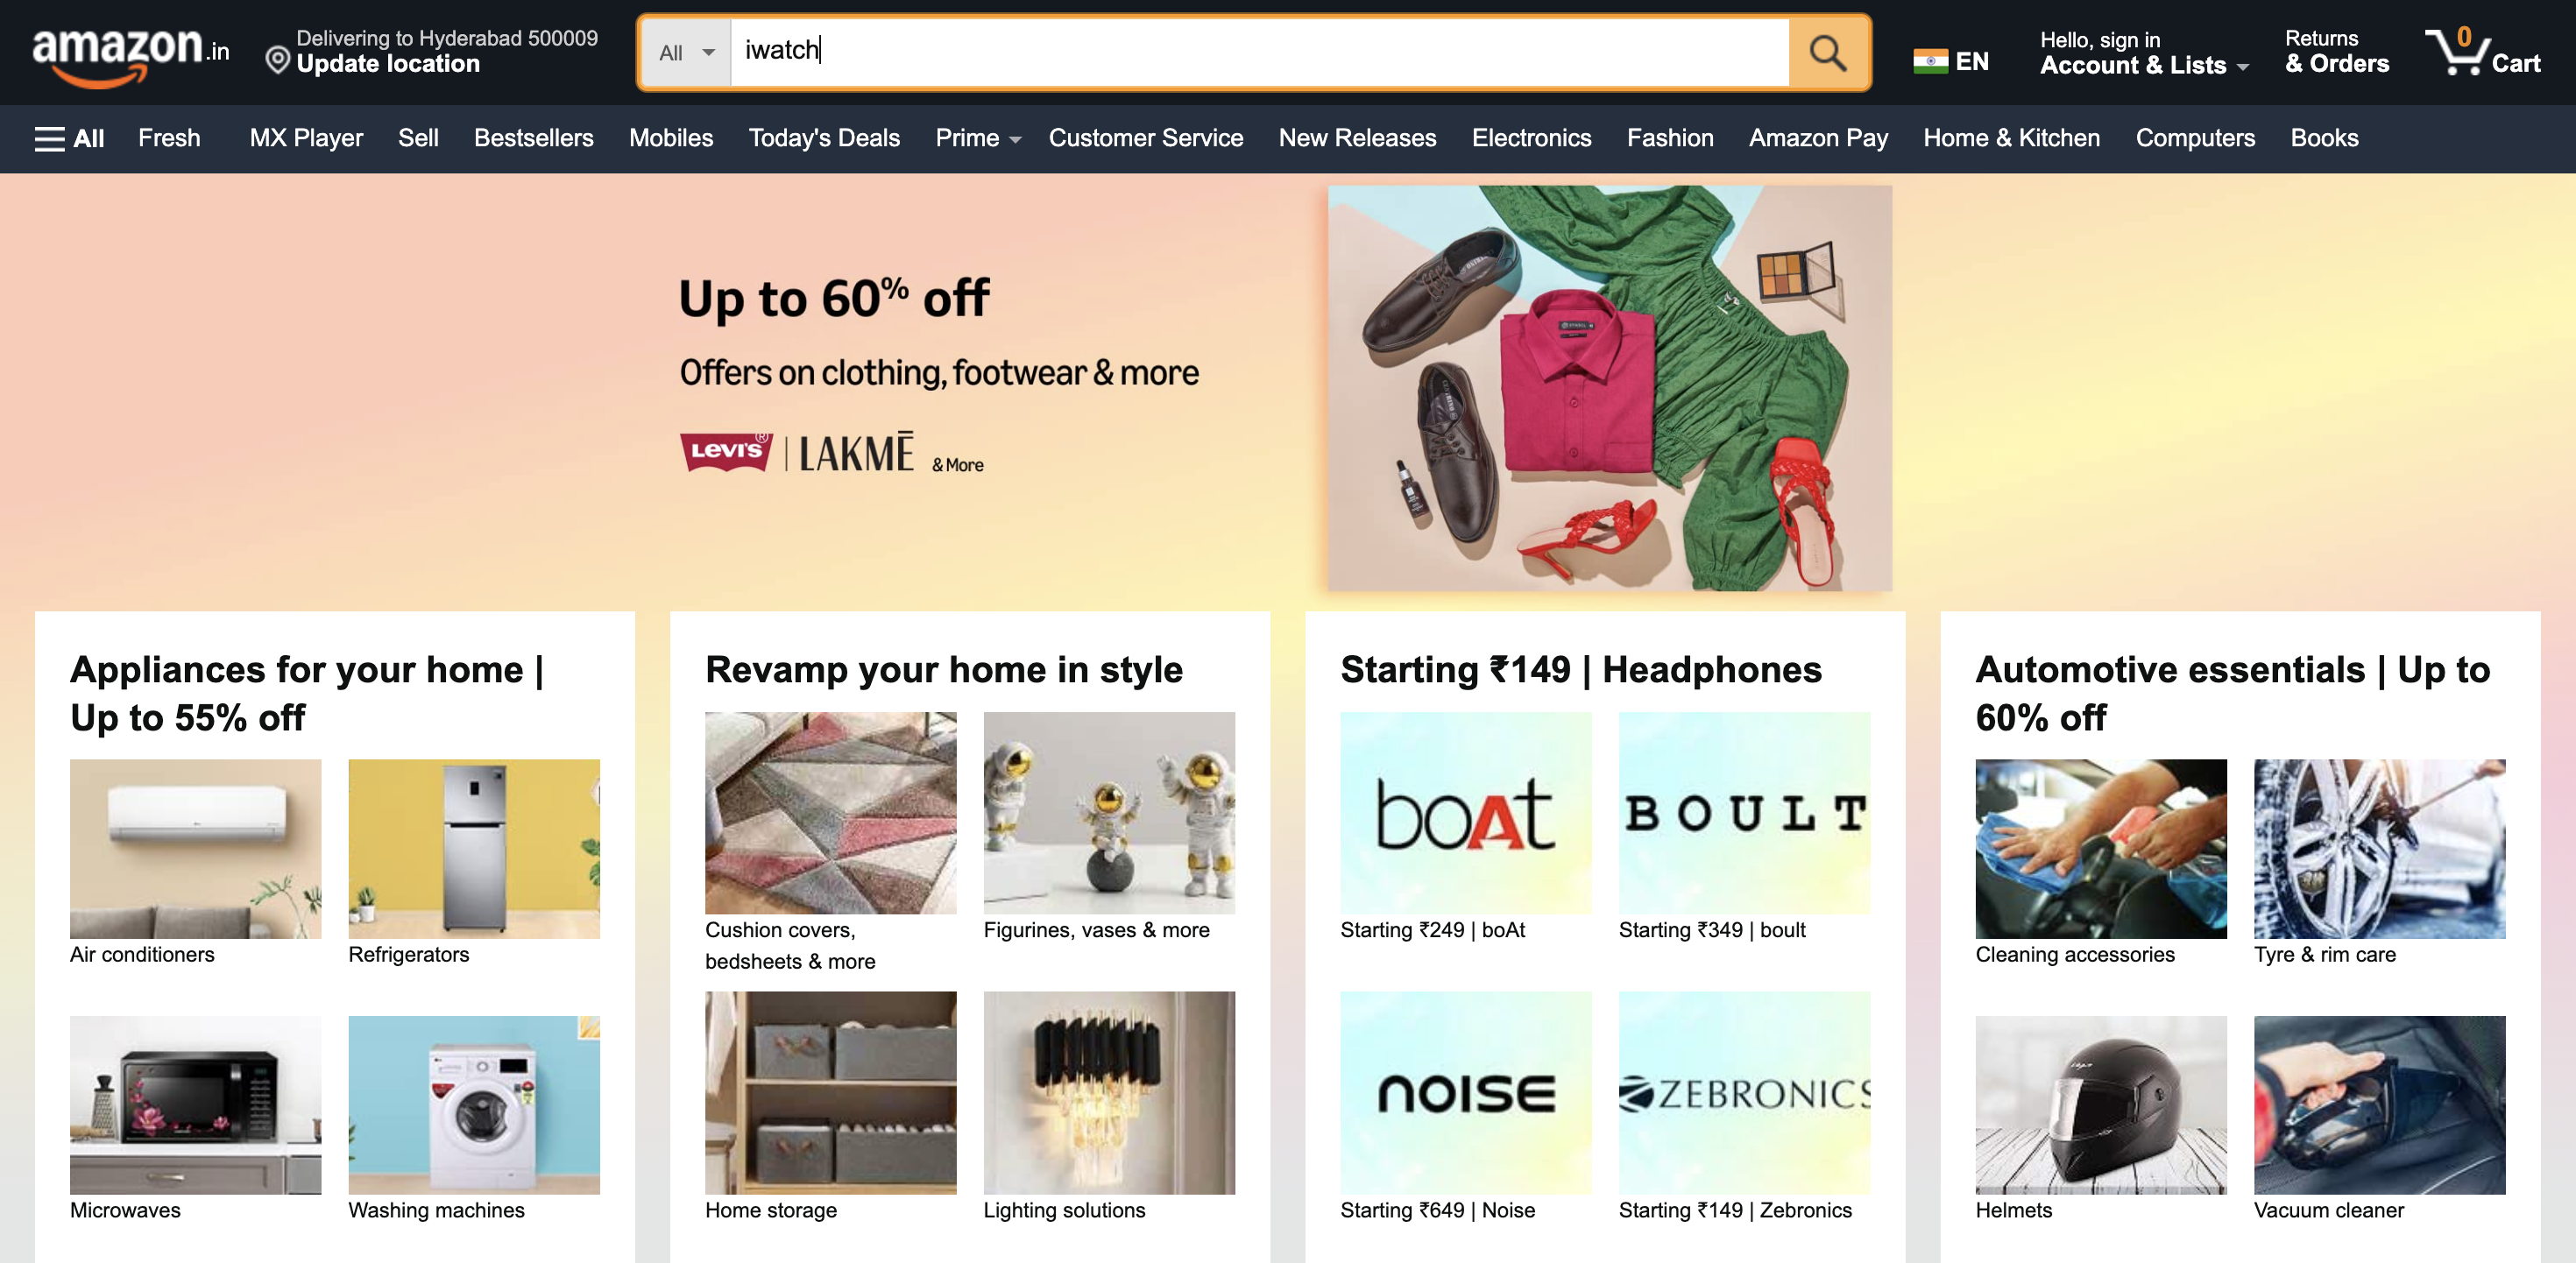 amazon.in
Delivering to Hyderabad 500009
Update location
All
iwatch
EN
Hello, sign in
Account & Lists
Returns
& Orders
0
Cart
All
Fresh
MX Player
Sell
Bestsellers
Mobiles
Today's Deals
Prime
Customer Service
New Releases
Electronics
Fashion
Amazon Pay
Home & Kitchen
Computers
Books
Up to 60% off
Offers on clothing, footwear & more
LEVI'S® | LAKMĒ & More
Appliances for your home |
Up to 55% off
Air conditioners
Refrigerators
Microwaves
Washing machines
Revamp your home in style
Cushion covers,
bedsheets & more
Figurines, vases & more
Home storage
Lighting solutions
Starting ₹149 | Headphones
boAt
BOULT
Starting ₹249 | boAt
Starting ₹349 | boult
NOISE
ZEBRONICS
Starting ₹649 | Noise
Starting ₹149 | Zebronics
Automotive essentials | Up to
60% off
Cleaning accessories
Tyre & rim care
Helmets
Vacuum cleaner